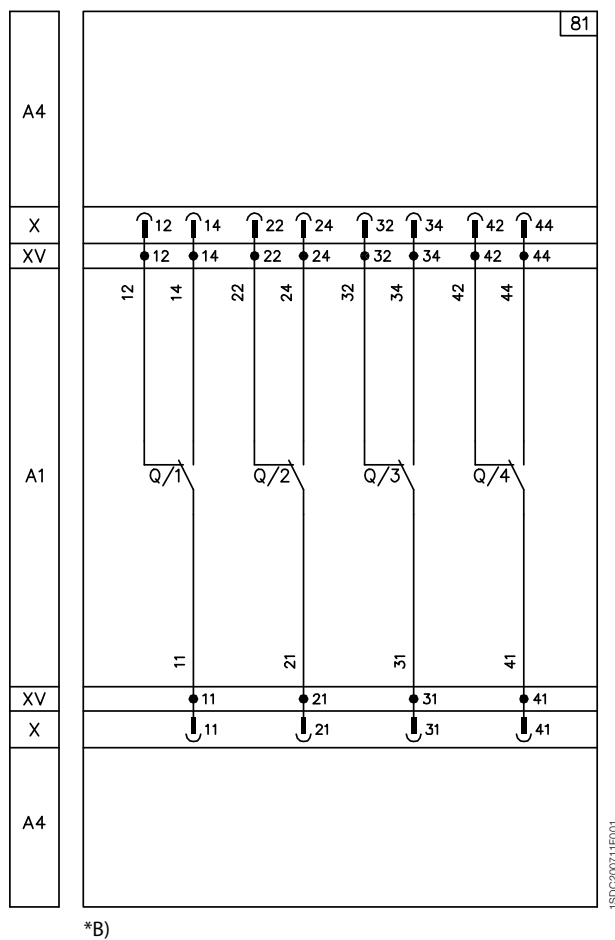 81
A4
X 12 14 22 24 32 34 42 44
XV 12 14 22 24 32 34 42 44
12 14 22 24 32 34 42 44
A1 Q/1 Q/2 Q/3 Q/4
11 21 31 41
XV 11 21 31 41
X 11 21 31 41
A4
1SDC200711F001
*B)